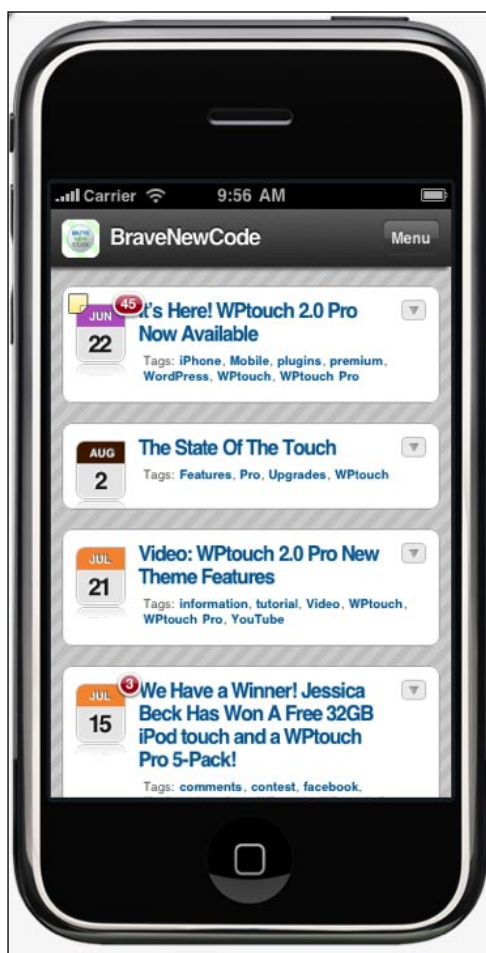 Carrier 9:56 AM
BraveNewCode Menu
45
JUN
22
It's Here! WPtouch 2.0 Pro
Now Available
Tags: iPhone, Mobile, plugins, premium,
WordPress, WPtouch, WPtouch Pro
AUG
2
The State Of The Touch
Tags: Features, Pro, Upgrades, WPtouch
JUL
21
Video: WPtouch 2.0 Pro New
Theme Features
Tags: information, tutorial, Video, WPtouch,
WPtouch Pro, YouTube
3
JUL
15
We Have a Winner! Jessica
Beck Has Won A Free 32GB
iPod touch and a WPtouch
Pro 5-Pack!
Tags: comments, contest, facebook,